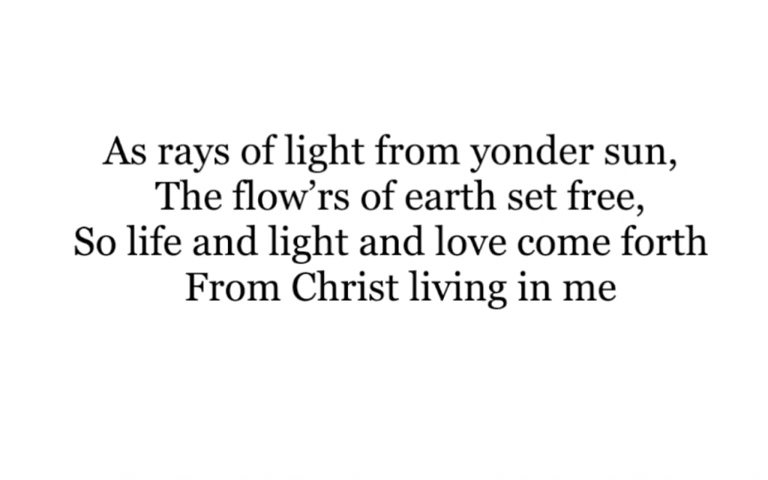 As rays of light from yonder sun,
The flow’rs of earth set free,
So life and light and love come forth
From Christ living in me